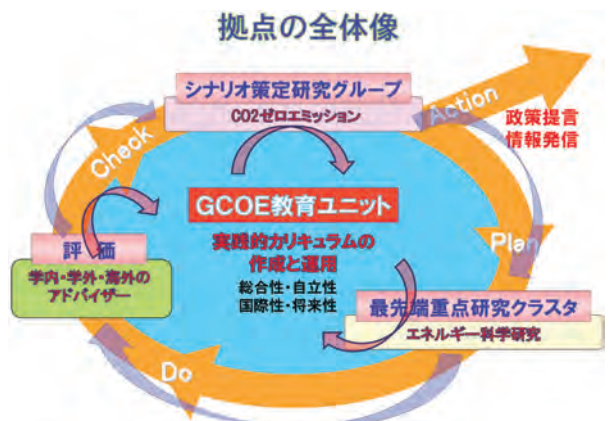 拠点の全体像
シナリオ策定研究グループ
CO2ゼロエミッション
Action
政策提言
情報発信
Check
GCOE教育ユニット
実践的カリキュラムの
作成と運用
総合性・自立性
国際性・将来性
Plan
評 価
学内・学外・海外の
アドバイザー
最先端重点研究クラスタ
エネルギー科学研究
Do